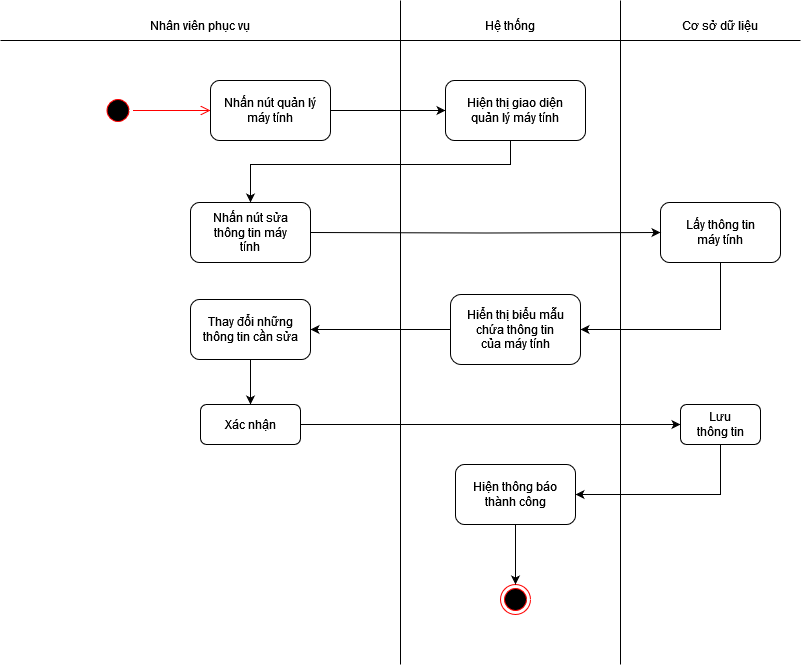 Nhân viên phục vụ
Hệ thống
Cơ sở dữ liệu
Nhấn nút quản lý
máy tính
Hiện thị giao diện
quản lý máy tính
Nhấn nút sửa
thông tin máy
tính
Lấy thông tin
máy tính
Hiển thị biểu mẫu
chứa thông tin
của máy tính
Thay đổi những
thông tin cần sửa
Xác nhận
Lưu
thông tin
Hiện thông báo
thành công